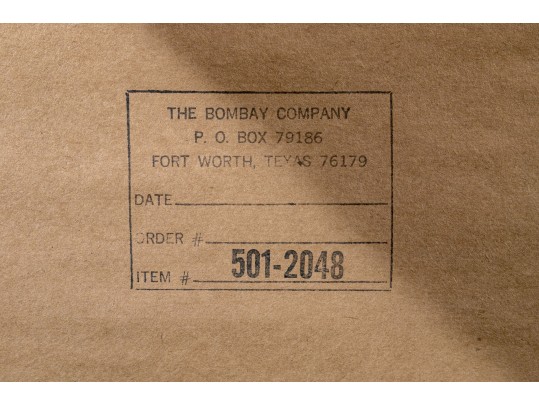 THE BOMBAY COMPANY
P. O. BOX 79186
FORT WORTH, TEXAS 76179
DATE
ORDER #
ITEM # 501-2048